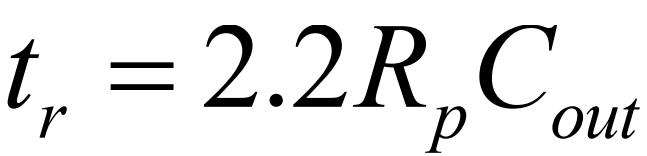 t_r = 2.2R_pC_out